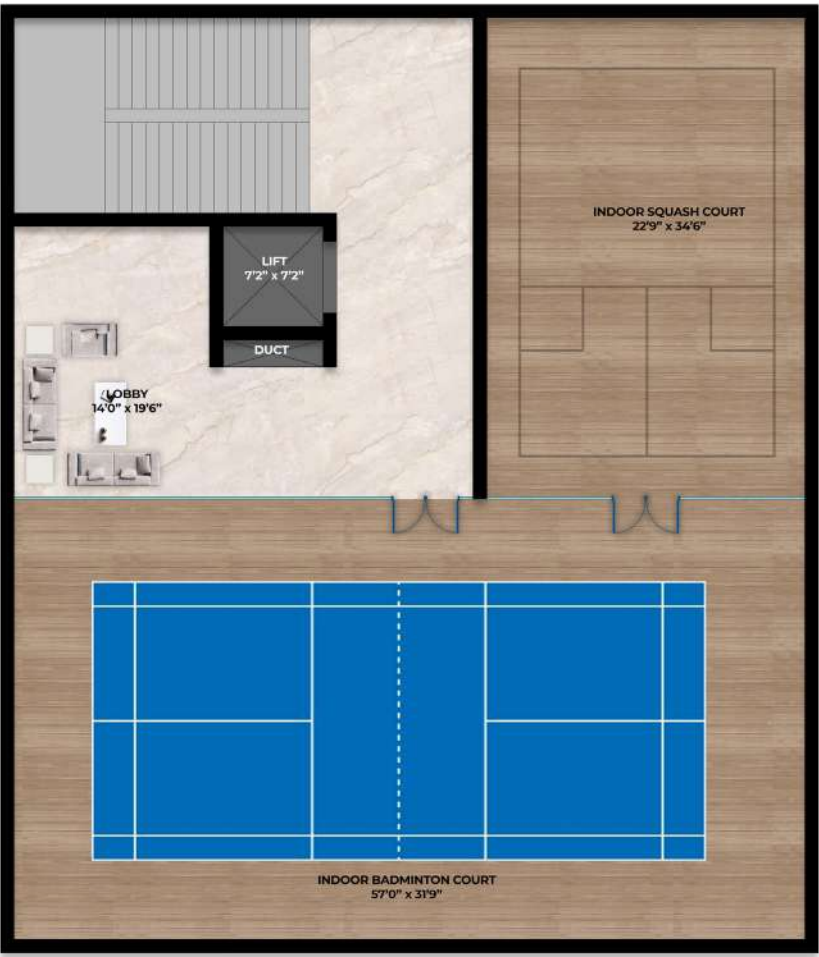 INDOOR SQUASH COURT
22'9" x 34'6"
LIFT
7'2" x 7'2"
DUCT
LOBBY
14'0" x 19'6"
INDOOR BADMINTON COURT
57'0" x 31'9"